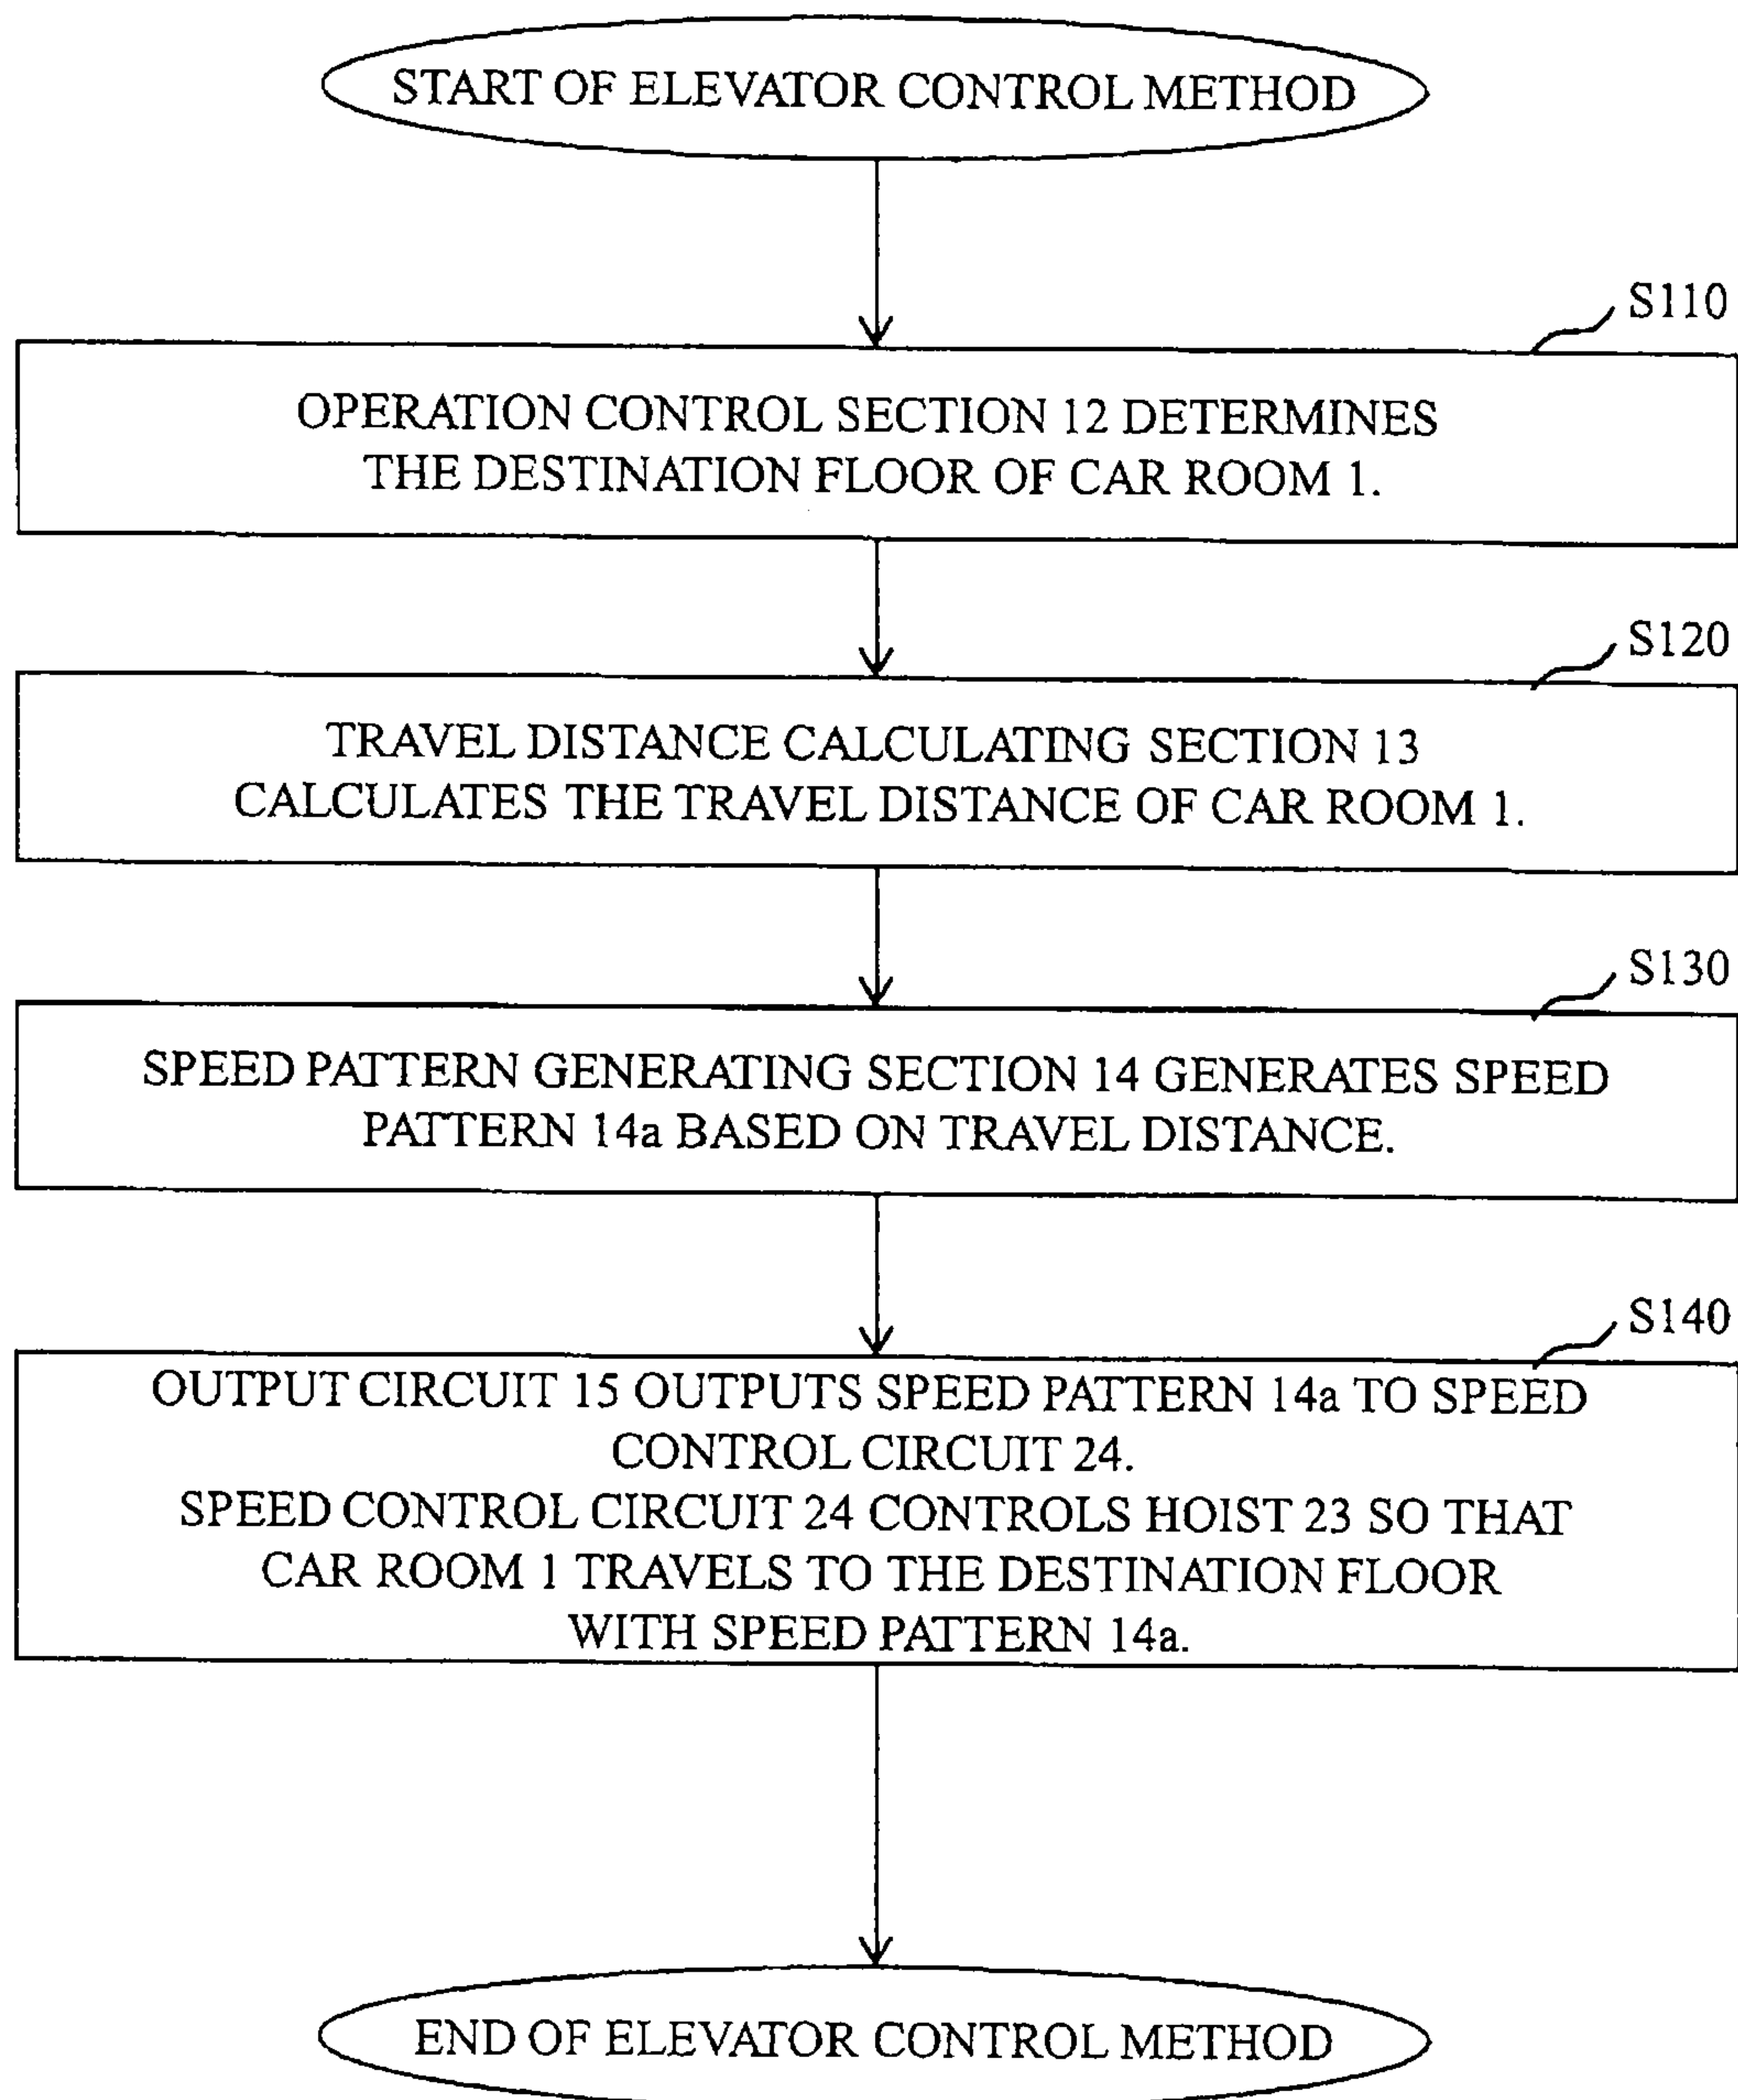 START OF ELEVATOR CONTROL METHOD
S110
OPERATION CONTROL SECTION 12 DETERMINES
THE DESTINATION FLOOR OF CAR ROOM 1.
S120
TRAVEL DISTANCE CALCULATING SECTION 13
CALCULATES THE TRAVEL DISTANCE OF CAR ROOM 1.
S130
SPEED PATTERN GENERATING SECTION 14 GENERATES SPEED
PATTERN 14a BASED ON TRAVEL DISTANCE.
S140
OUTPUT CIRCUIT 15 OUTPUTS SPEED PATTERN 14a TO SPEED
CONTROL CIRCUIT 24.
SPEED CONTROL CIRCUIT 24 CONTROLS HOIST 23 SO THAT
CAR ROOM 1 TRAVELS TO THE DESTINATION FLOOR
WITH SPEED PATTERN 14a.
END OF ELEVATOR CONTROL METHOD